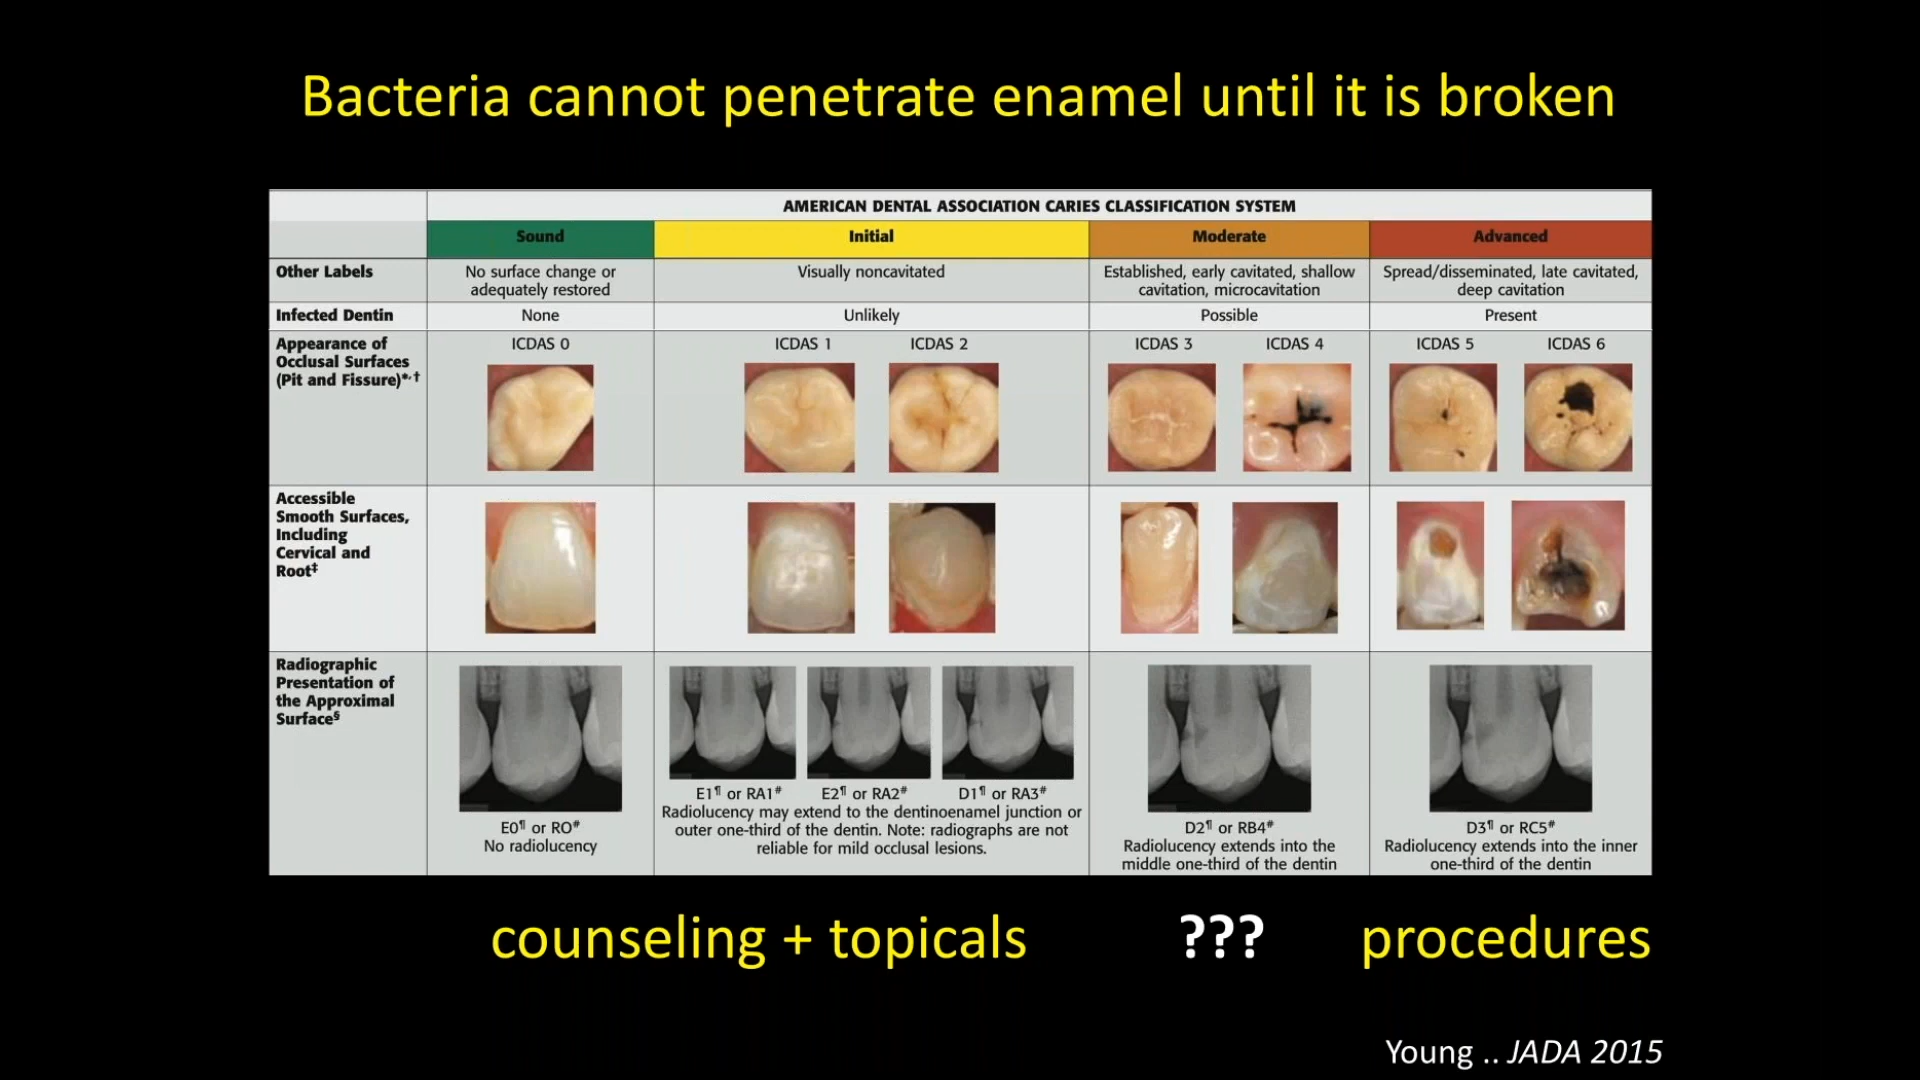 Bacteria cannot penetrate enamel until it is broken
AMERICAN DENTAL ASSOCIATION CARIES CLASSIFICATION SYSTEM
Sound
Initial
Moderate
Advanced
Other Labels
No surface change or
adequately restored
Visually noncavitated
Established, early cavitated, shallow
cavitation, microcavitation
Spread/disseminated, late cavitated,
deep cavitation
Infected Dentin
None
Unlikely
Possible
Present
Appearance of
Occlusal Surfaces
(Pit and Fissure)*,†
ICDAS 0
ICDAS 1
ICDAS 2
ICDAS 3
ICDAS 4
ICDAS 5
ICDAS 6
Accessible
Smooth Surfaces,
Including
Cervical and
Root‡
Radiographic
Presentation of
the Approximal
Surface§
E0¶ or RO#
No radiolucency
E1¶ or RA1#
E2¶ or RA2#
D1¶ or RA3#
Radiolucency may extend to the dentinoenamel junction or
outer one-third of the dentin. Note: radiographs are not
reliable for mild occlusal lesions.
D2¶ or RB4#
Radiolucency extends into the
middle one-third of the dentin
D3¶ or RC5#
Radiolucency extends into the inner
one-third of the dentin
counseling + topicals
???
procedures
Young .. JADA 2015